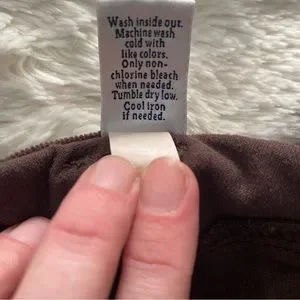 Wash inside out.
Machine wash
cold with
like colors.
Only non-
chlorine bleach
when needed.
Tumble dry low.
Cool iron
if needed.